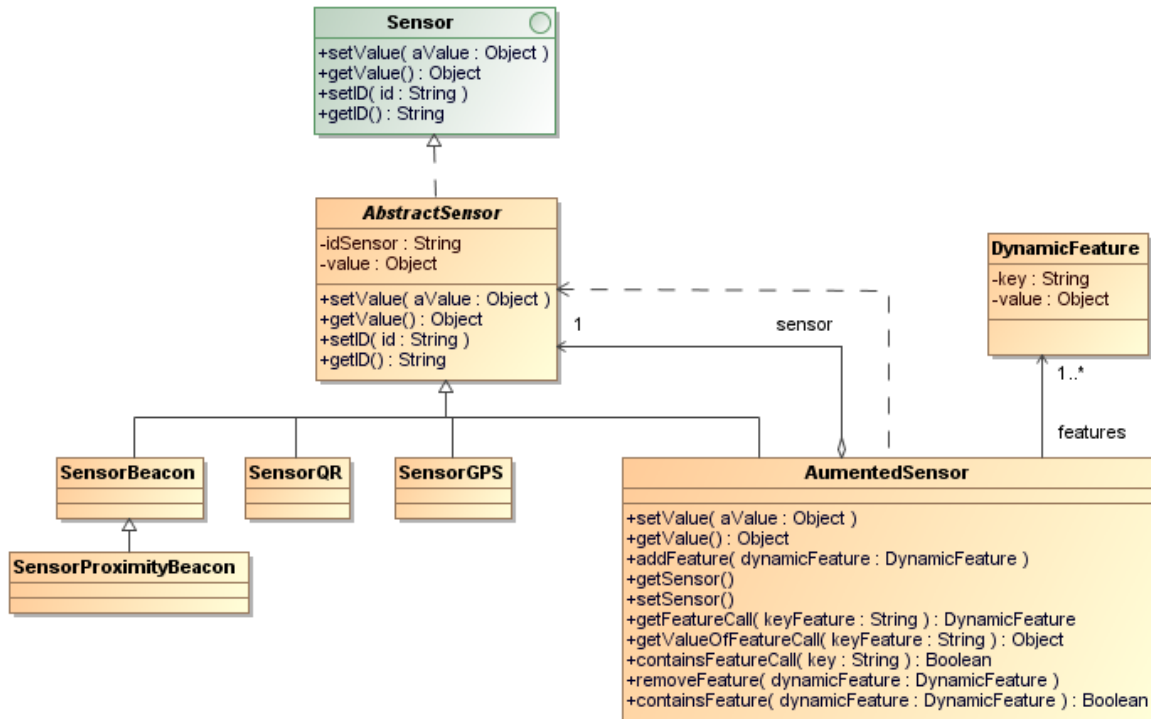 Sensor
+setValue( aValue : Object )
+getValue() : Object
+setID( id : String )
+getID() : String
AbstractSensor
-idSensor : String
-value : Object
+setValue( aValue : Object )
+getValue() : Object
+setID( id : String )
+getID() : String
DynamicFeature
-key : String
-value : Object
1
sensor
1..*
features
SensorBeacon
SensorQR
SensorGPS
SensorProximityBeacon
AumentedSensor
+setValue( aValue : Object )
+getValue() : Object
+addFeature( dynamicFeature : DynamicFeature )
+getSensor()
+setSensor()
+getFeatureCall( keyFeature : String ) : DynamicFeature
+getValueOfFeatureCall( keyFeature : String ) : Object
+containsFeatureCall( key : String ) : Boolean
+removeFeature( dynamicFeature : DynamicFeature )
+containsFeature( dynamicFeature : DynamicFeature ) : Boolean